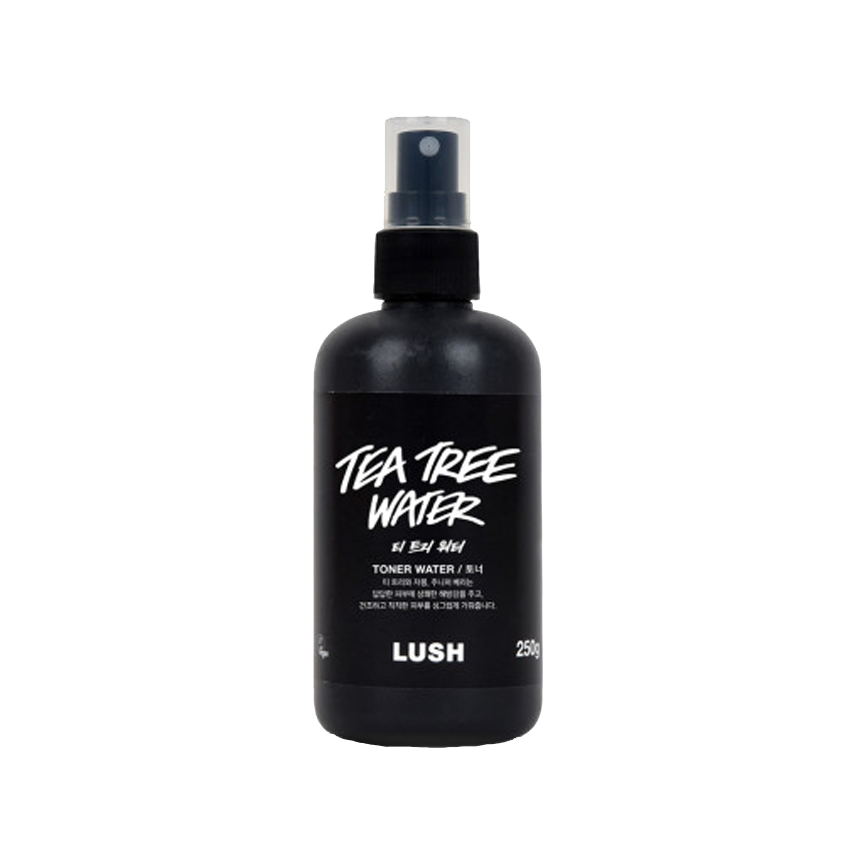 TEA TREE
WATER
티 트리 워터
TONER WATER / 토너
티 트리와 자몽, 주니퍼 베리는
답답한 피부에 상쾌한 해방감을 주고,
건조하고 칙칙한 피부를 싱그럽게 가꿔줍니다.
LUSH
250g